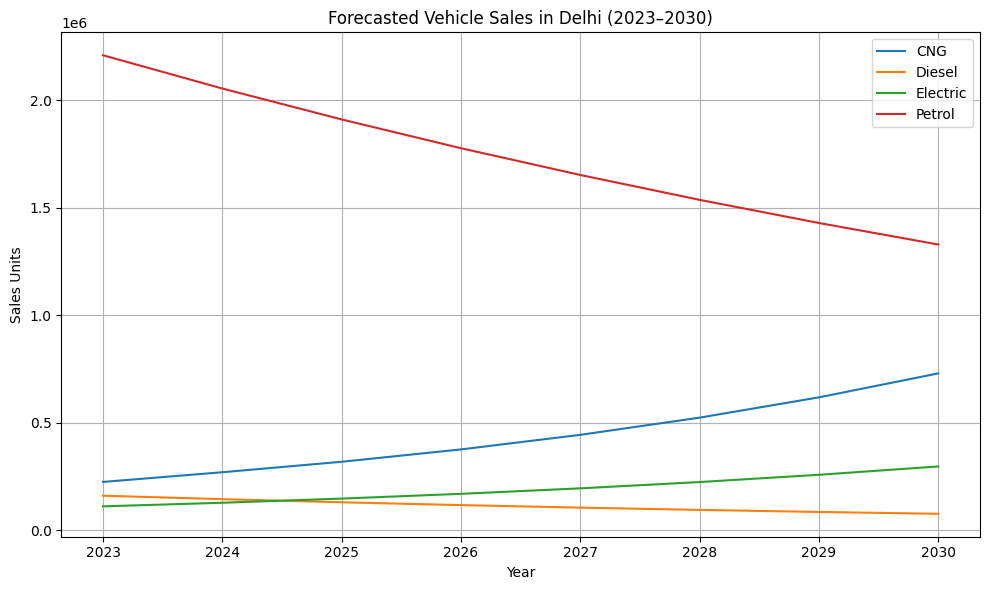 Forecasted Vehicle Sales in Delhi (2023–2030)
1e6
CNG
Diesel
Electric
Petrol
2.0
1.5
1.0
0.5
0.0
Sales Units
2023 2024 2025 2026 2027 2028 2029 2030
Year